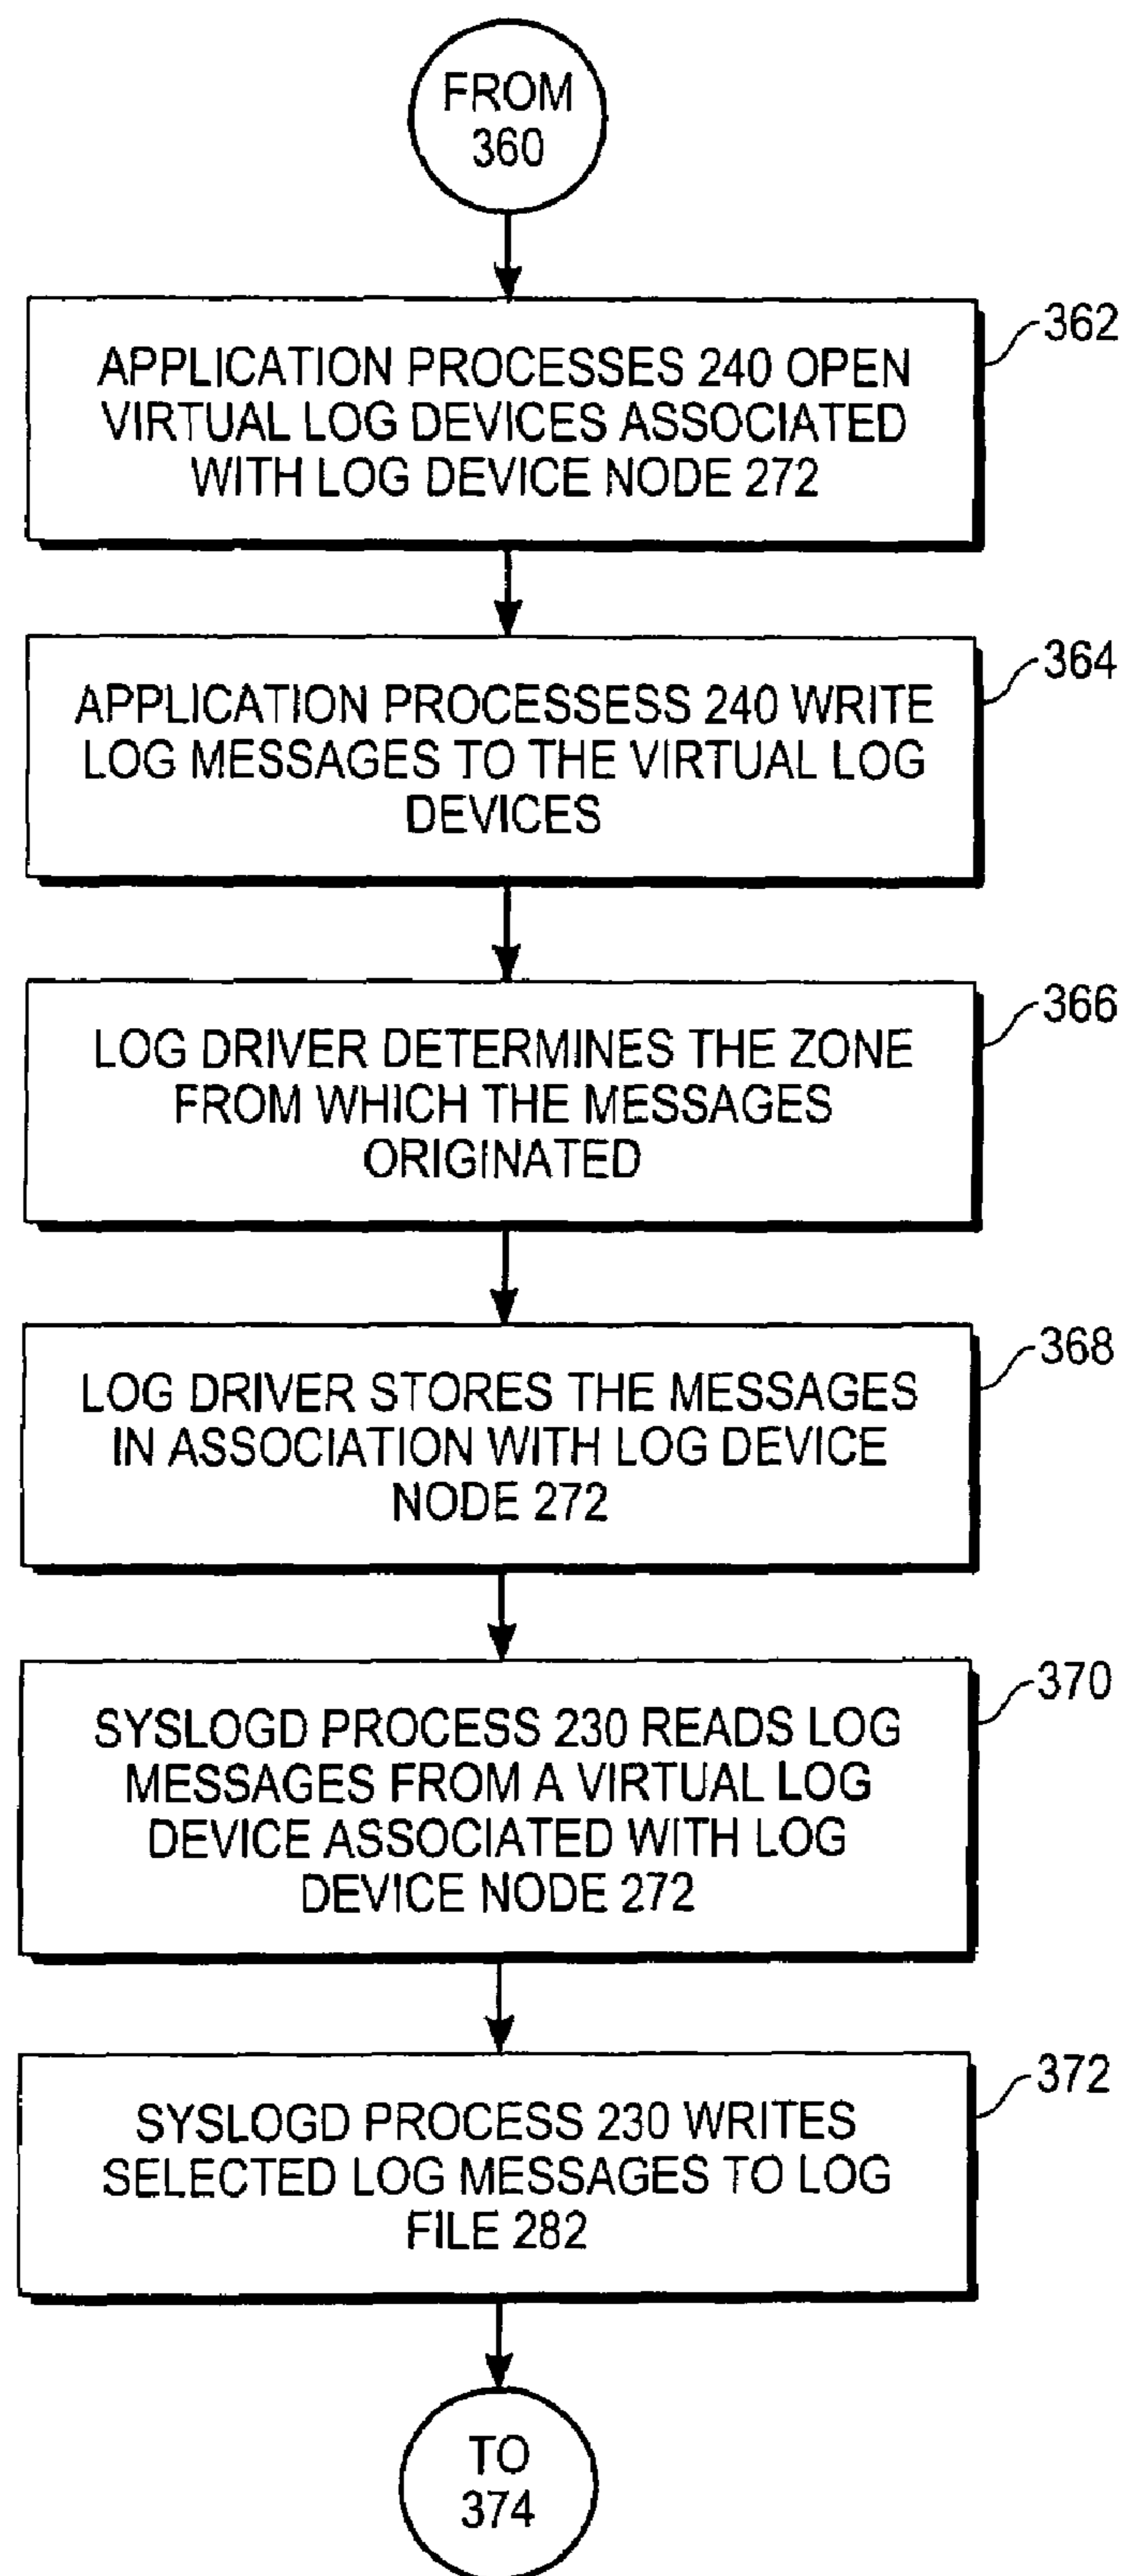 FROM
360
362
APPLICATION PROCESSES 240 OPEN
VIRTUAL LOG DEVICES ASSOCIATED
WITH LOG DEVICE NODE 272
364
APPLICATION PROCESSESS 240 WRITE
LOG MESSAGES TO THE VIRTUAL LOG
DEVICES
366
LOG DRIVER DETERMINES THE ZONE
FROM WHICH THE MESSAGES
ORIGINATED
368
LOG DRIVER STORES THE MESSAGES
IN ASSOCIATION WITH LOG DEVICE
NODE 272
370
SYSLOGD PROCESS 230 READS LOG
MESSAGES FROM A VIRTUAL LOG
DEVICE ASSOCIATED WITH LOG
DEVICE NODE 272
372
SYSLOGD PROCESS 230 WRITES
SELECTED LOG MESSAGES TO LOG
FILE 282
TO
374